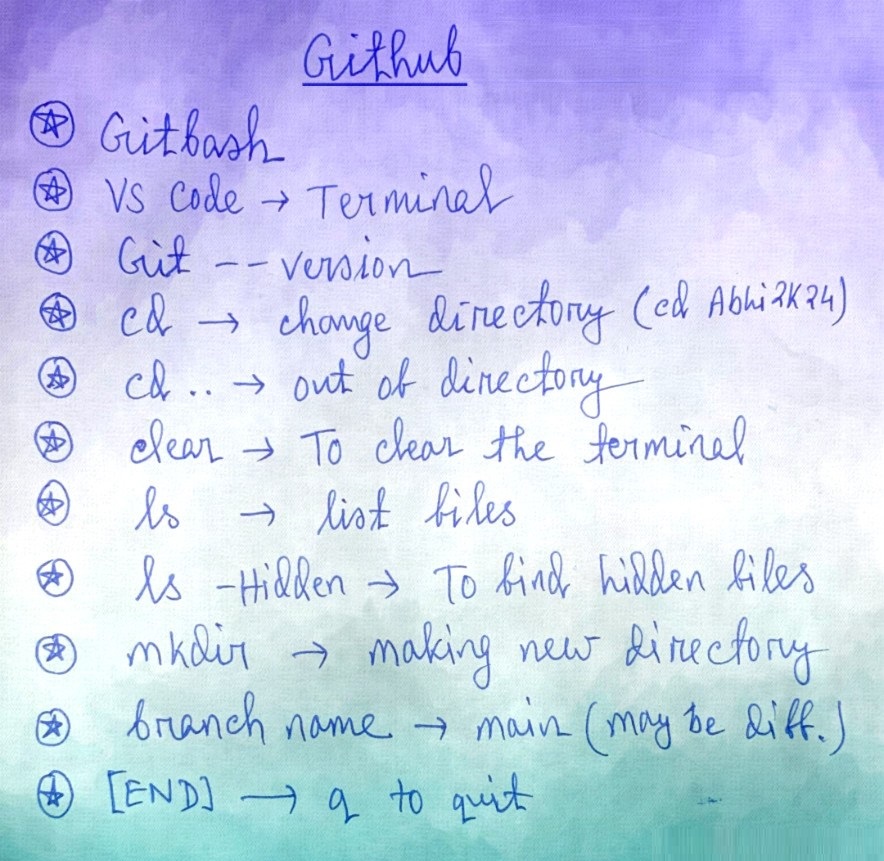 Github
Gitbash
VS Code → Terminal
Git -- version
cd → change directory (cd Abhi2K24)
cd .. → out of directory
clear → To clear the terminal
ls → list files
ls -Hidden → To find hidden files
mkdir → making new directory
branch name → main (may be diff.)
[END] → q to quit